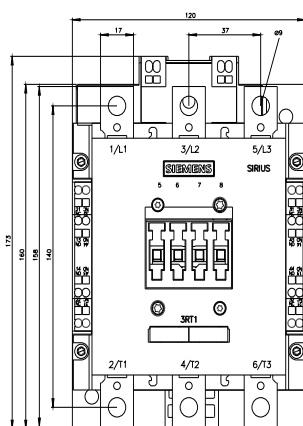 120
17
37
ø9
1/L1
3/L2
5/L3
SIEMENS
SIRIUS
5 6 7 8
173
160
158
140
3RT1
2/T1
4/T2
6/T3